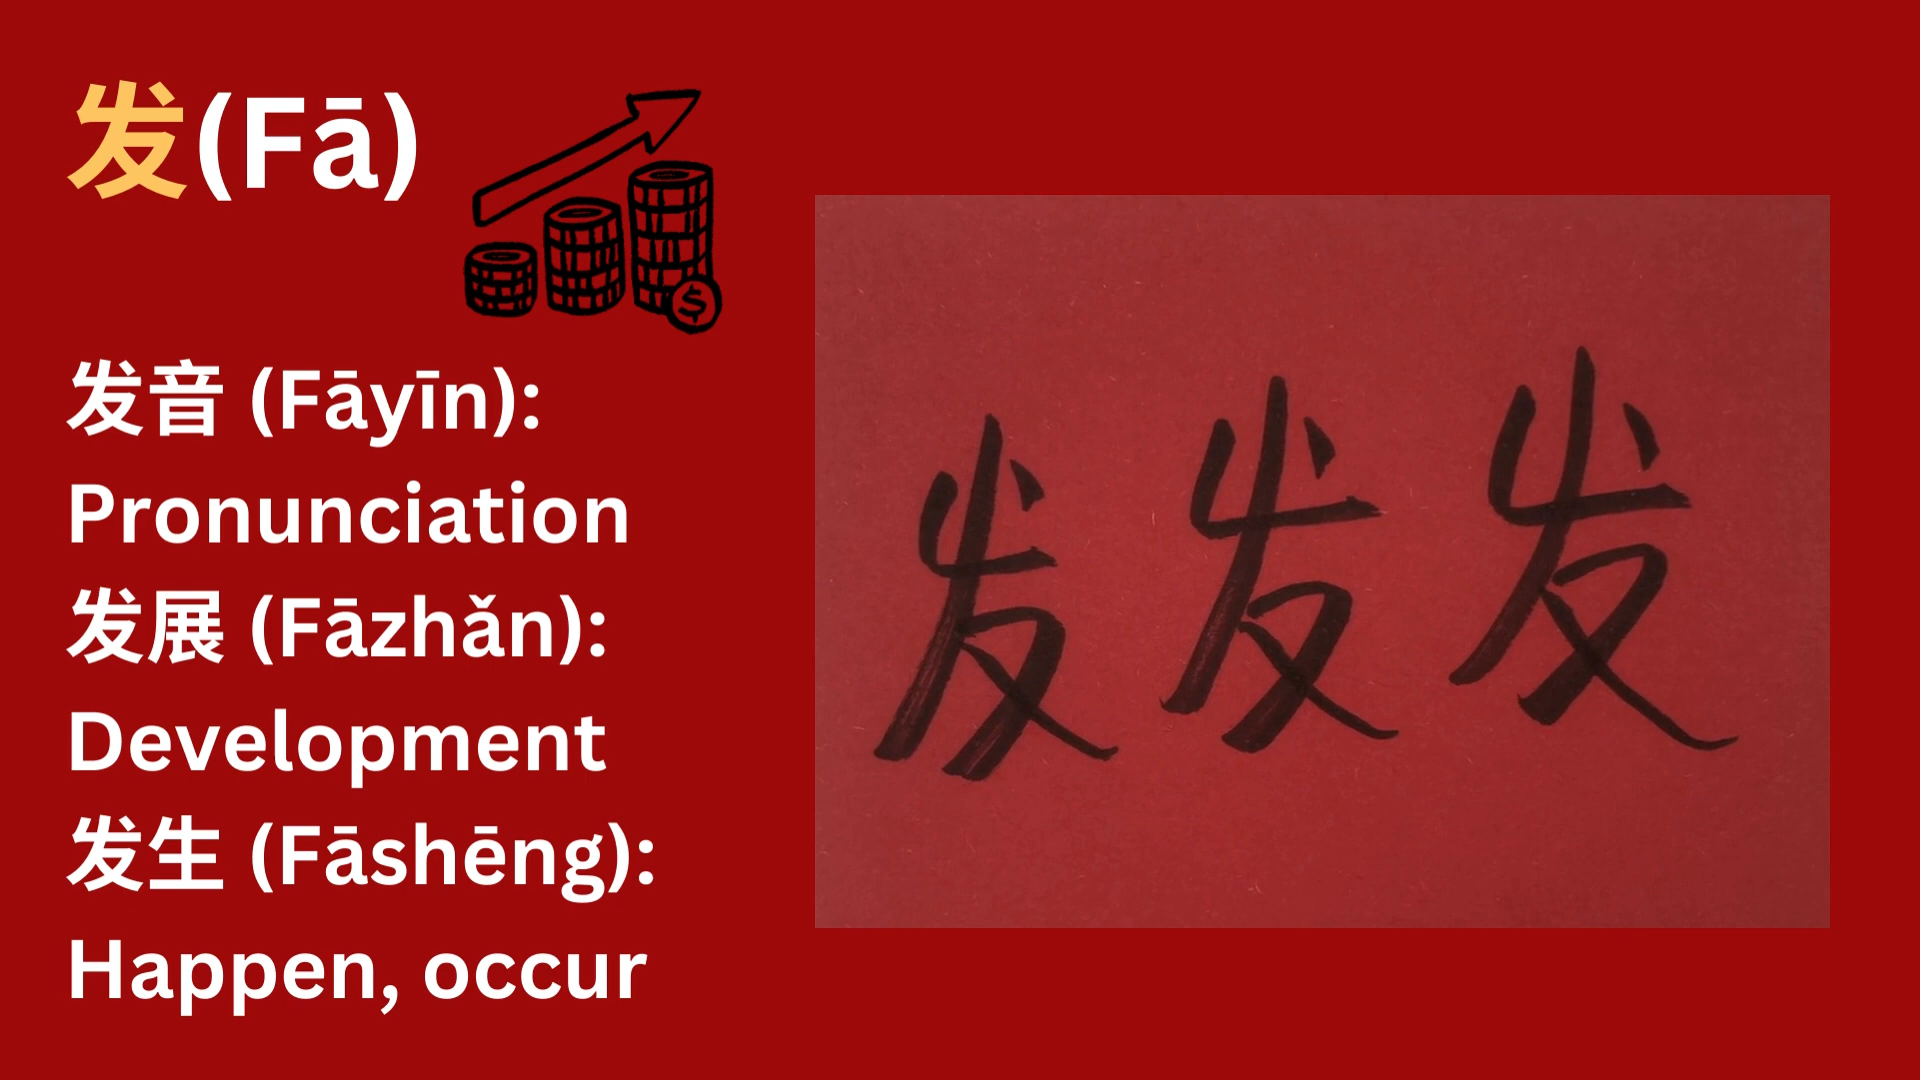 发(Fā)
发音 (Fāyīn):
Pronunciation
发展 (Fāzhǎn):
Development
发生 (Fāshēng):
Happen, occur
$
发发发